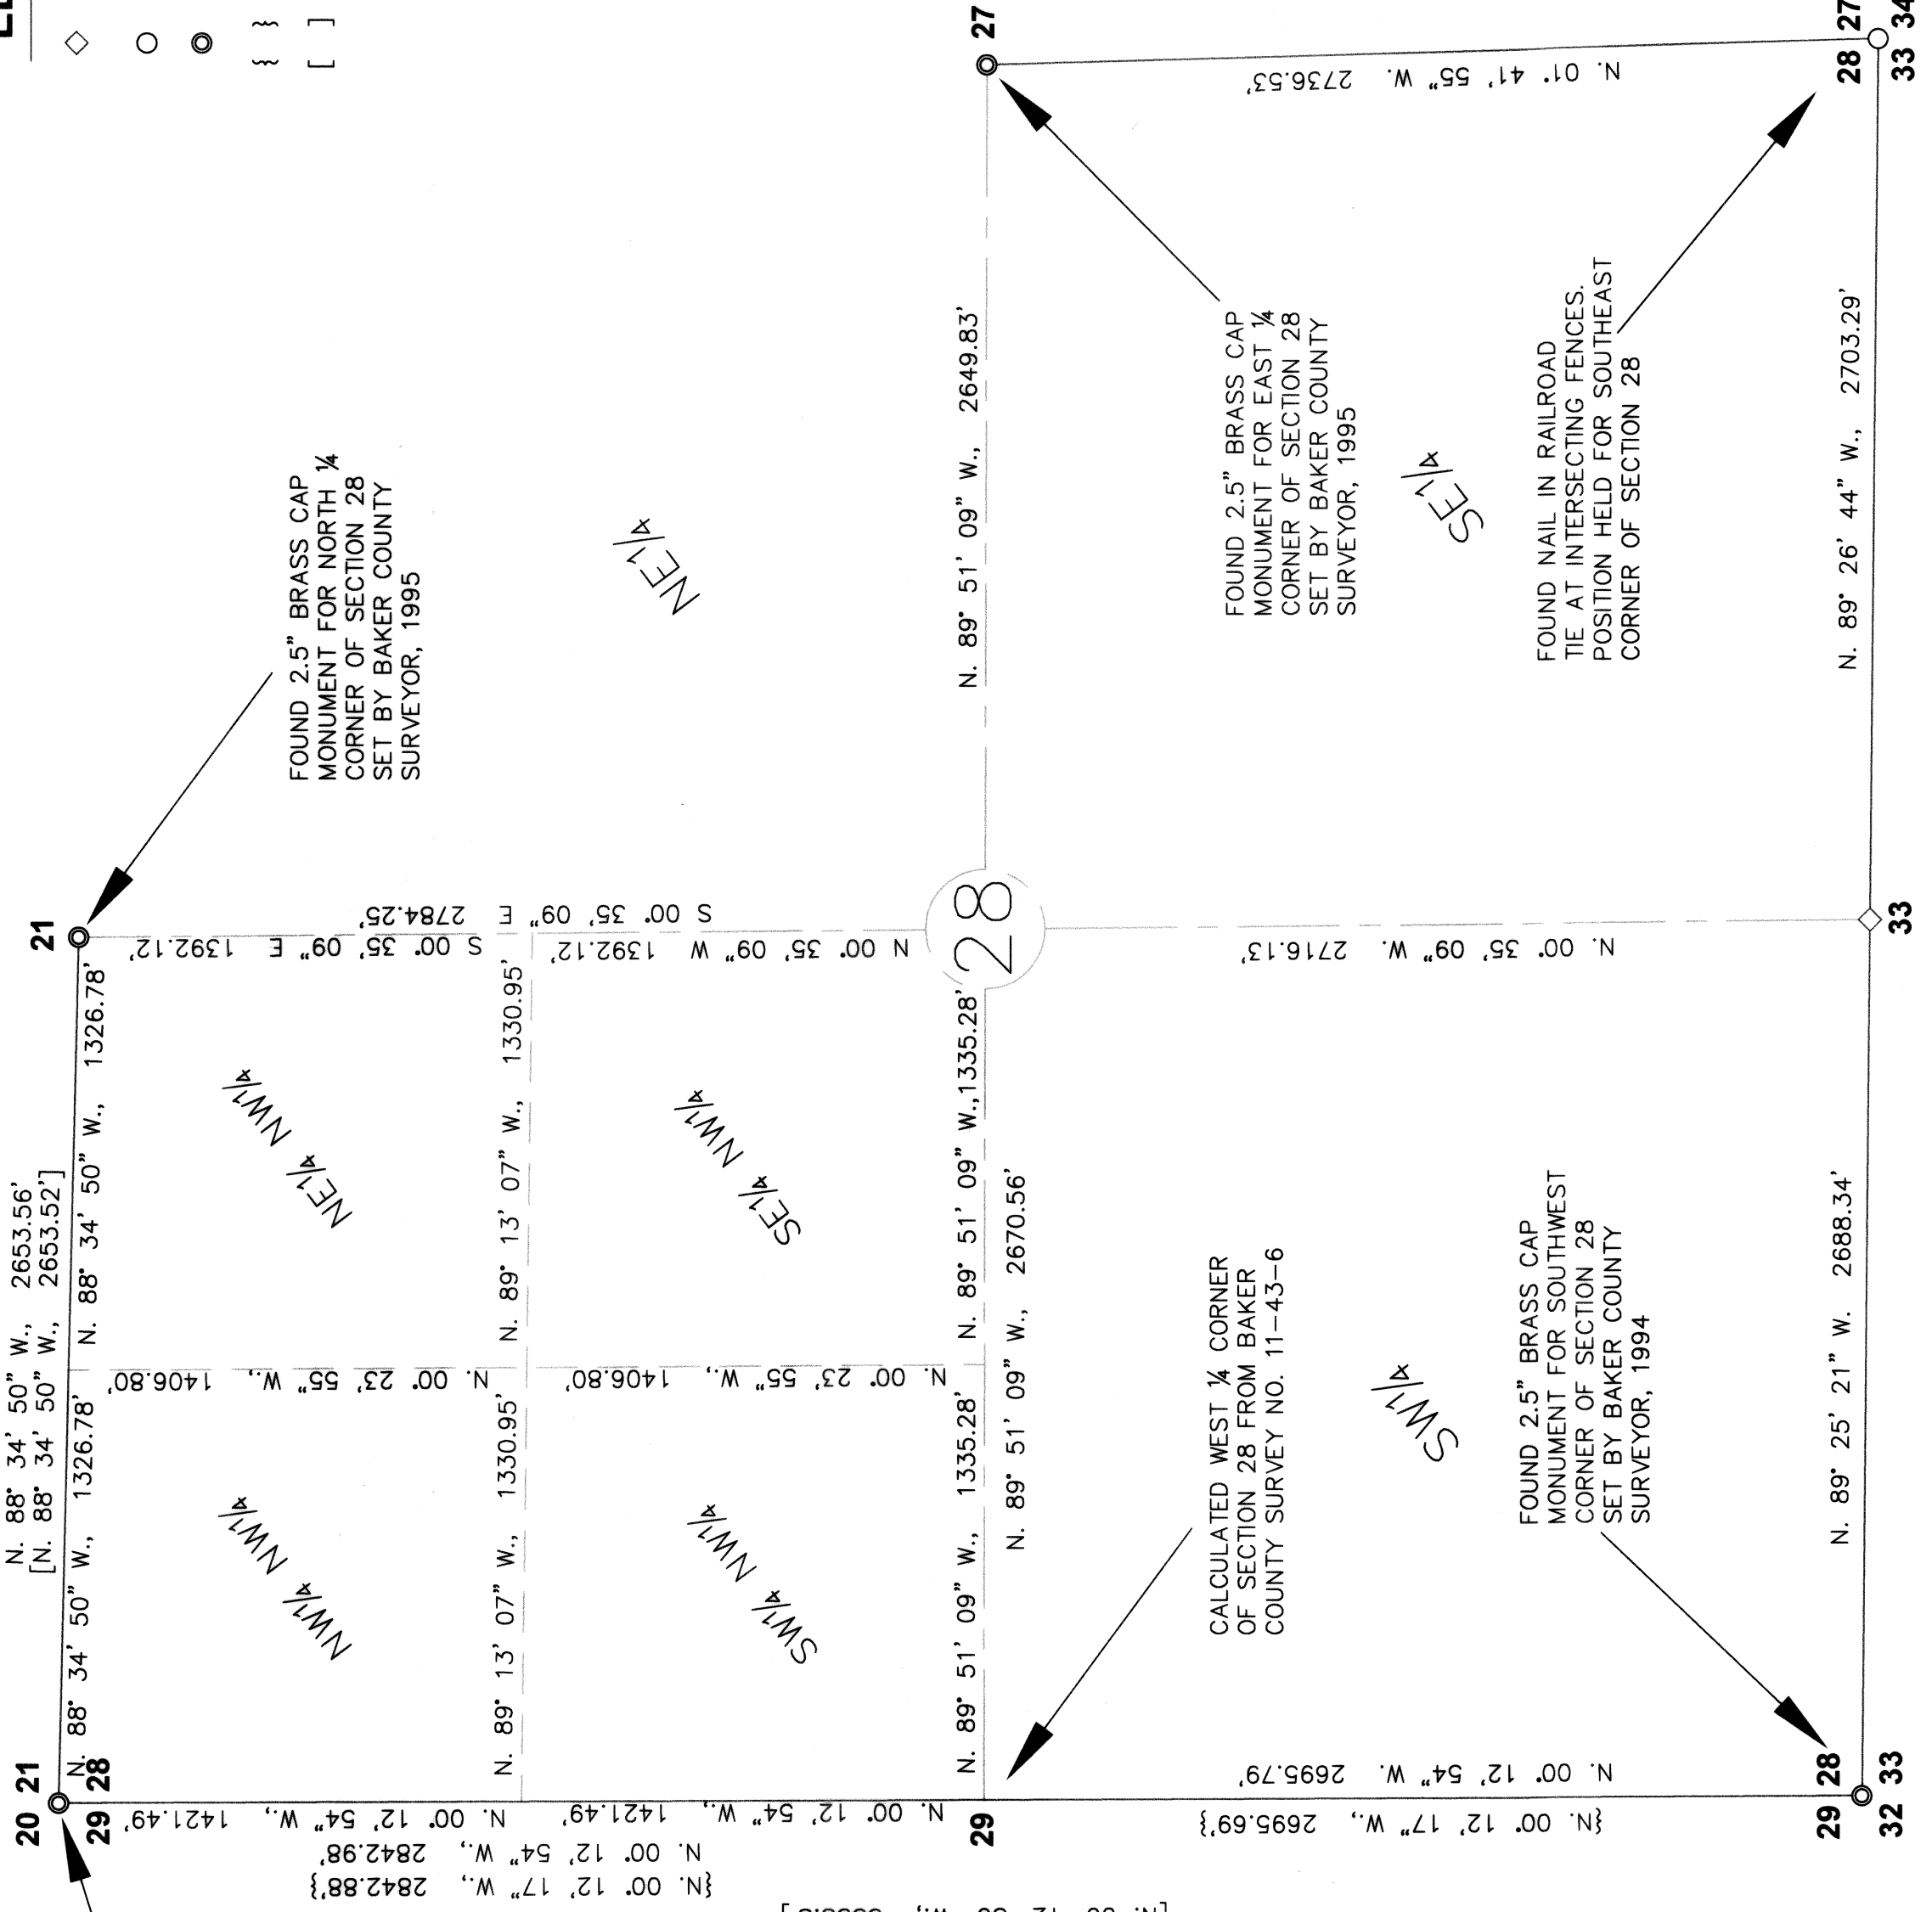 20 21
29 28
N. 88° 34' 50" W., 2653.56'
[N. 88° 34' 50" W., 2653.52']
N. 88° 34' 50" W., 1326.78'
N. 88° 34' 50" W., 1326.78'
21
FOUND 2.5" BRASS CAP
MONUMENT FOR NORTH ¼
CORNER OF SECTION 28
SET BY BAKER COUNTY
SURVEYOR, 1995
{N. 00° 12' 17" W., 2842.88'}
N. 00° 12' 54" W., 2842.98'
N. 00° 12' 54" W., 1421.49'
N. 00° 12' 54" W., 1421.49'
NW¼ NW¼
N. 00° 23' 55" W., 1406.80'
NE¼ NW¼
S 00° 35' 09" E 1392.12'
S 00° 35' 09" E 2784.25'
NE¼
N. 89° 13' 07" W., 1330.95'
N. 89° 13' 07" W., 1330.95'
SW¼ NW¼
N. 00° 23' 55" W., 1406.80'
SE¼ NW¼
N 00° 35' 09" W 1392.12'
29
N. 89° 51' 09" W., 1335.28'
N. 89° 51' 09" W., 1335.28'
N. 89° 51' 09" W., 2670.56'
28
N. 89° 51' 09" W., 2649.83'
27
CALCULATED WEST ¼ CORNER
OF SECTION 28 FROM BAKER
COUNTY SURVEY NO. 11-43-6
FOUND 2.5" BRASS CAP
MONUMENT FOR EAST ¼
CORNER OF SECTION 28
SET BY BAKER COUNTY
SURVEYOR, 1995
{N. 00° 12' 17" W., 2695.69'}
N. 00° 12' 54" W. 2695.79'
SW¼
N. 00° 35' 09" W. 2716.13'
SE¼
N. 01° 41' 55" W. 2736.53'
FOUND 2.5" BRASS CAP
MONUMENT FOR SOUTHWEST
CORNER OF SECTION 28
SET BY BAKER COUNTY
SURVEYOR, 1994
FOUND NAIL IN RAILROAD
TIE AT INTERSECTING FENCES.
POSITION HELD FOR SOUTHEAST
CORNER OF SECTION 28
N. 89° 25' 21" W. 2688.34'
N. 89° 26' 44" W., 2703.29'
29 28
32 33
33
28 27
33 34
{ }
[ ]